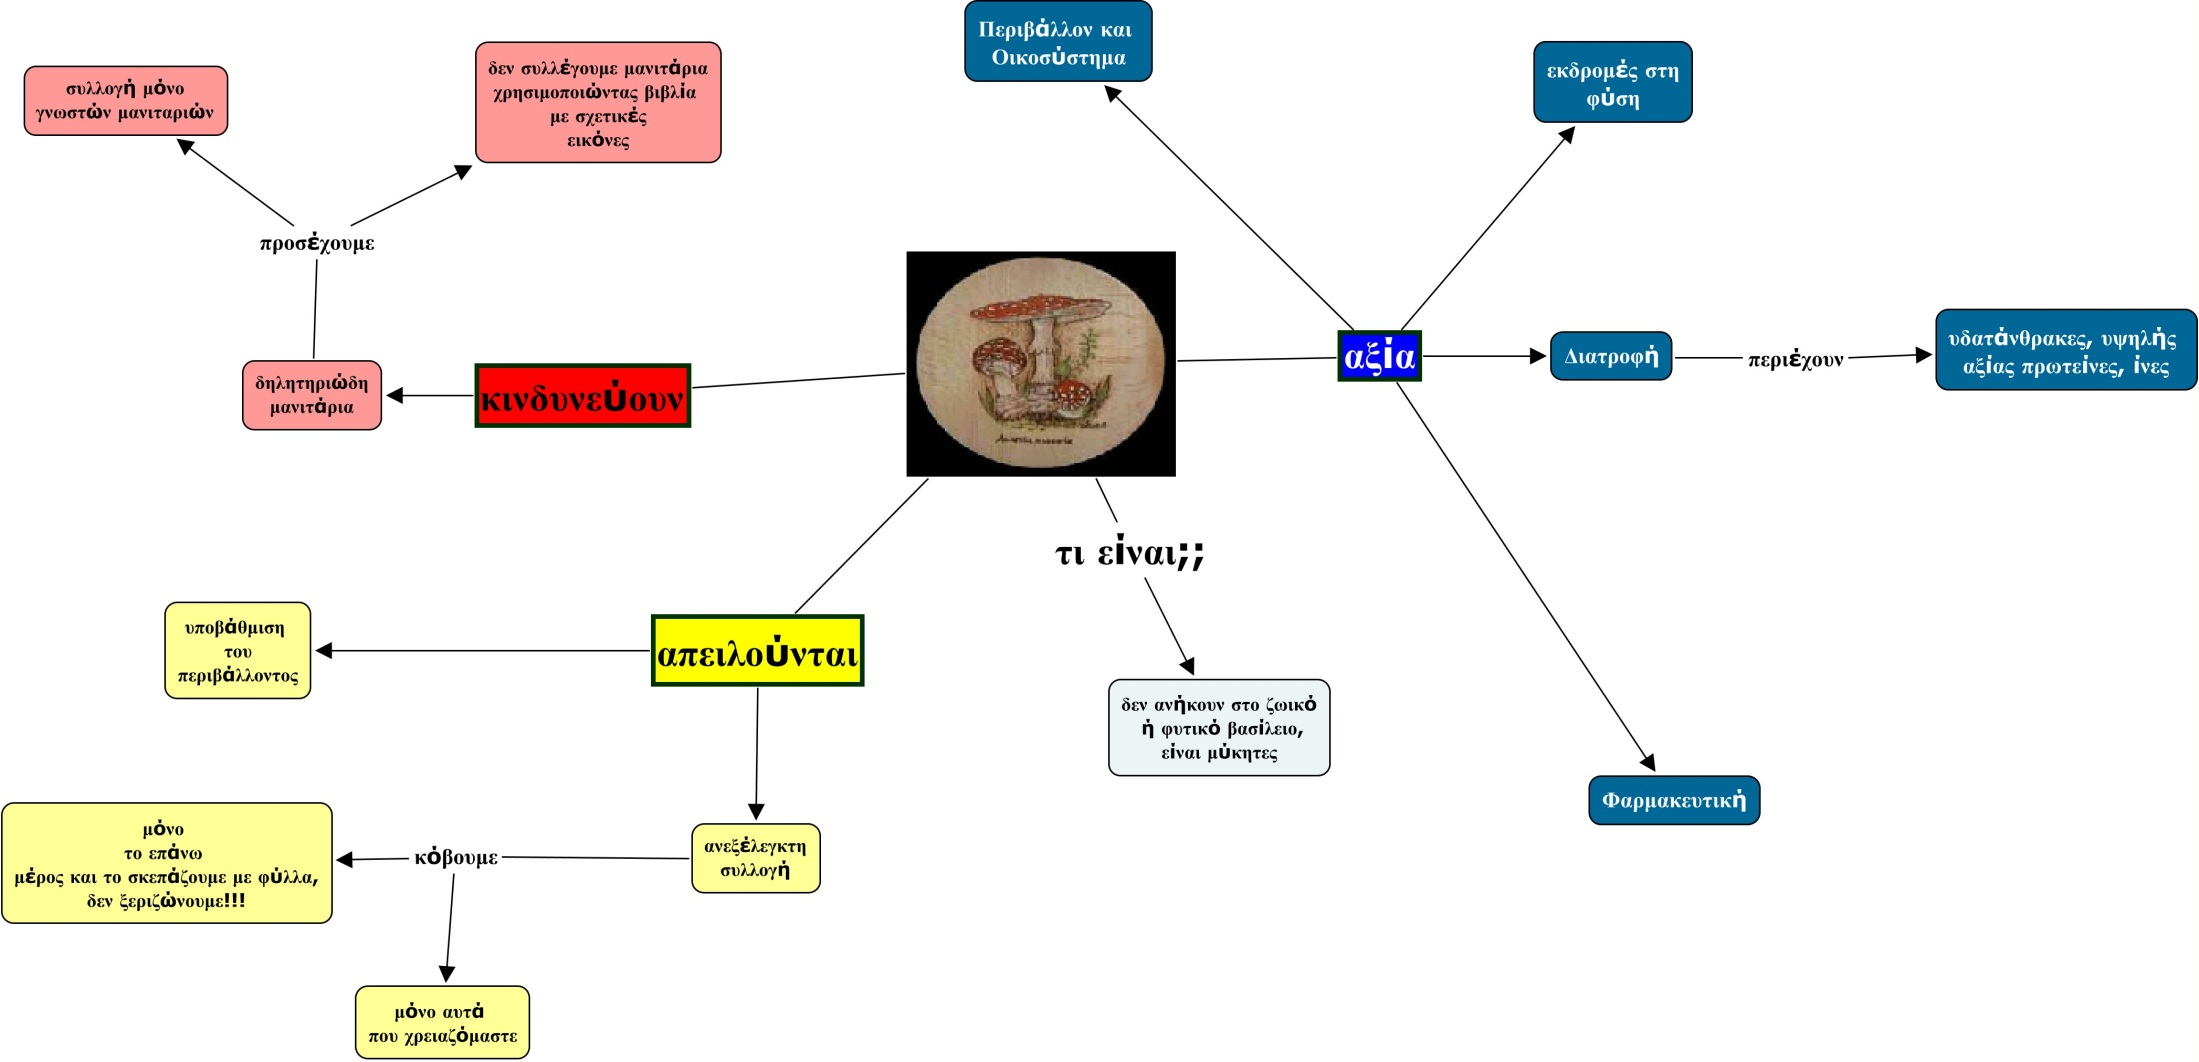 Περιβάλλον και
Οικοσύστημα
εκδρομές στη
φύση
συλλογή μόνο
γνωστών μανιταριών
δεν συλλέγουμε μανιτάρια
χρησιμοποιώντας βιβλία
με σχετικές
εικόνες
προσέχουμε
δηλητηριώδη
μανιτάρια
κινδυνεύουν
αξία
Διατροφή
περιέχουν
υδατάνθρακες, υψηλής
αξίας πρωτείνες, ίνες
τι είναι;;
δεν ανήκουν στο ζωικό
ή φυτικό βασίλειο,
είναι μύκητες
απειλούνται
υποβάθμιση
του
περιβάλλοντος
Φαρμακευτική
ανεξέλεγκτη
συλλογή
κόβουμε
μόνο
το επάνω
μέρος και το σκεπάζουμε με φύλλα,
δεν ξεριζώνουμε!!!
μόνο αυτά
που χρειαζόμαστε